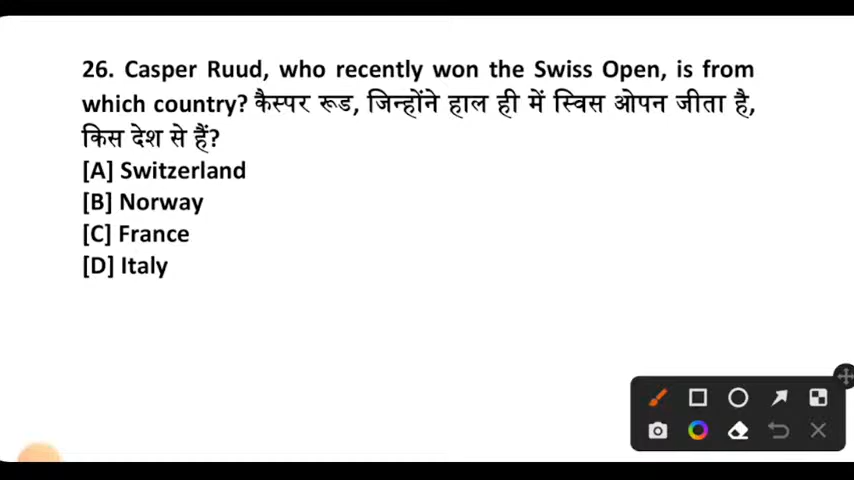 26. Casper Ruud, who recently won the Swiss Open, is from
which country? कैस्पर रूड, जिन्होंने हाल ही में स्विस ओपन जीता है,
किस देश से हैं?
[A] Switzerland
[B] Norway
[C] France
[D] Italy